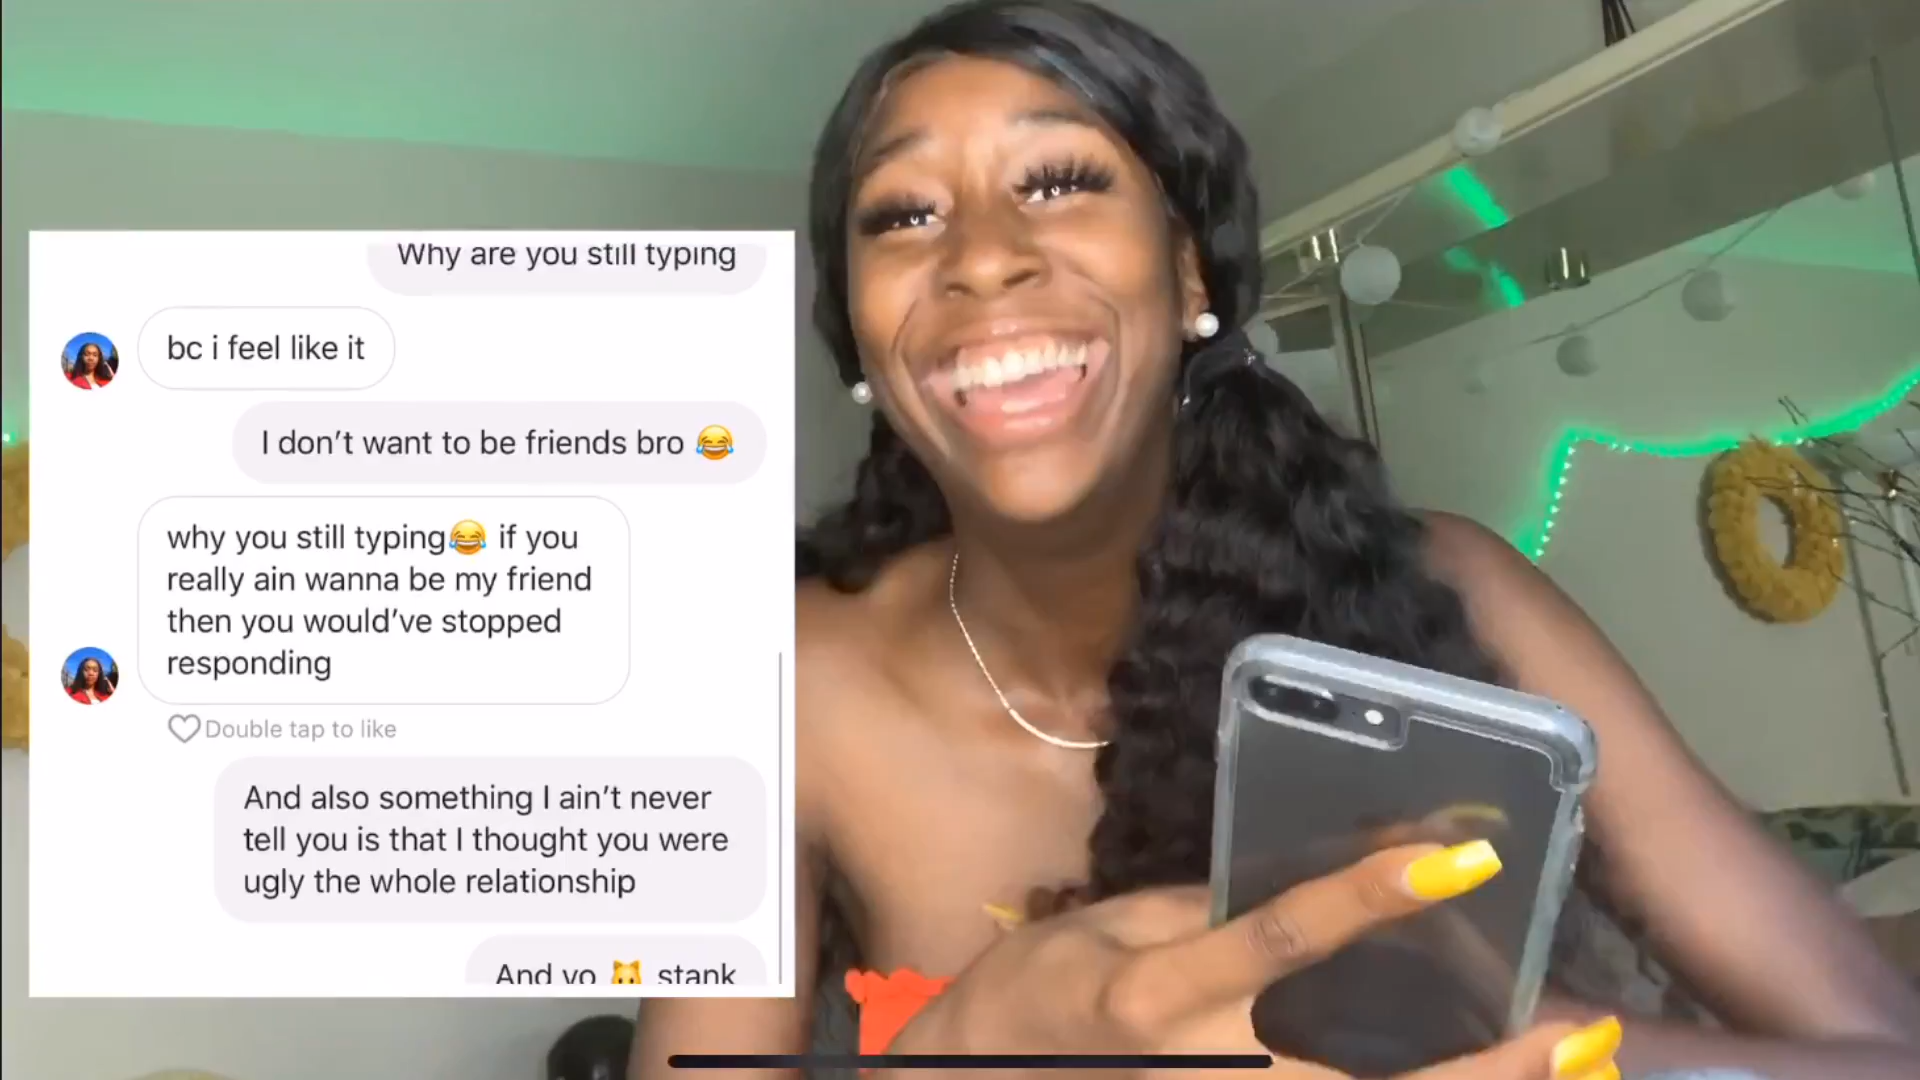 Why are you still typing
bc i feel like it
I don't want to be friends bro 😂
why you still typing😂 if you
really ain wanna be my friend
then you would've stopped
responding
Double tap to like
And also something I ain't never
tell you is that I thought you were
ugly the whole relationship
And yo 🐱 stank